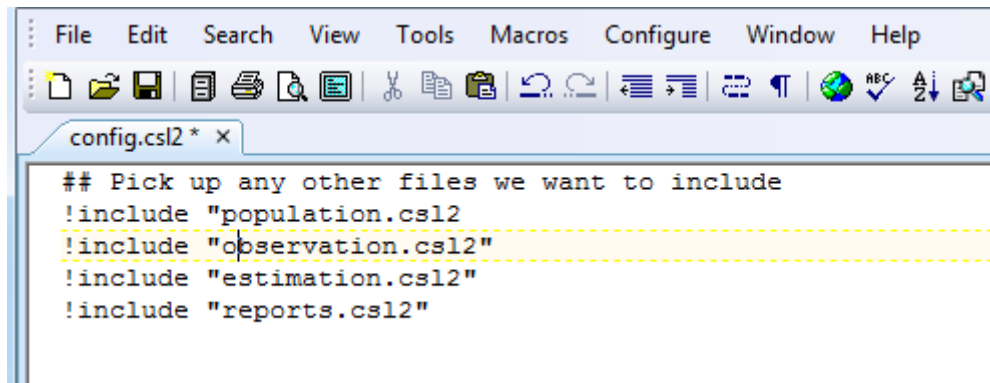 File Edit Search View Tools Macros Configure Window Help
ABC
config.csl2 * ×
## Pick up any other files we want to include
!include "population.csl2
!include "observation.csl2"
!include "estimation.csl2"
!include "reports.csl2"